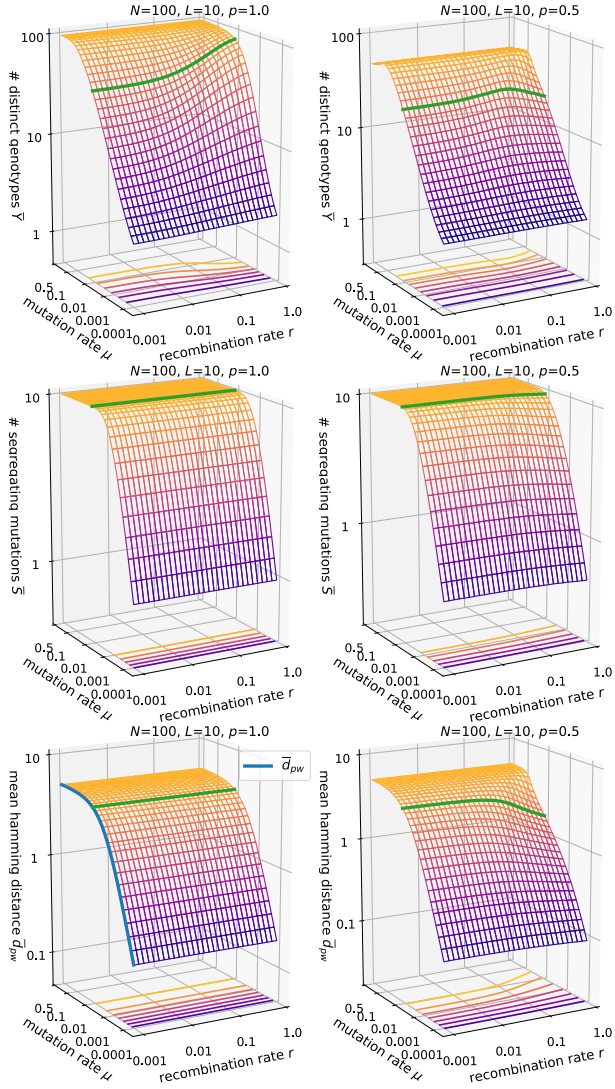 N=100, L=10, p=1.0
100
10
1
# distinct genotypes Y̅
0.5
0.1
0.01
0.001
0.0001
mutation rate μ
0.001
0.01
0.1
1.0
recombination rate r
N=100, L=10, p=0.5
100
10
1
# distinct genotypes Y̅
0.5
0.1
0.01
0.001
0.0001
mutation rate μ
0.001
0.01
0.1
1.0
recombination rate r
N=100, L=10, p=1.0
10
1
# segregating mutations S̅
0.5
0.1
0.01
0.001
0.0001
mutation rate μ
0.001
0.01
0.1
1.0
recombination rate r
N=100, L=10, p=0.5
10
1
# segregating mutations S̅
0.5
0.1
0.01
0.001
0.0001
mutation rate μ
0.001
0.01
0.1
1.0
recombination rate r
N=100, L=10, p=1.0
d̅pw
10
1
0.1
mean hamming distance d̅pw
0.5
0.1
0.01
0.001
0.0001
mutation rate μ
0.001
0.01
0.1
1.0
recombination rate r
N=100, L=10, p=0.5
10
1
0.1
mean hamming distance d̅pw
0.5
0.1
0.01
0.001
0.0001
mutation rate μ
0.001
0.01
0.1
1.0
recombination rate r